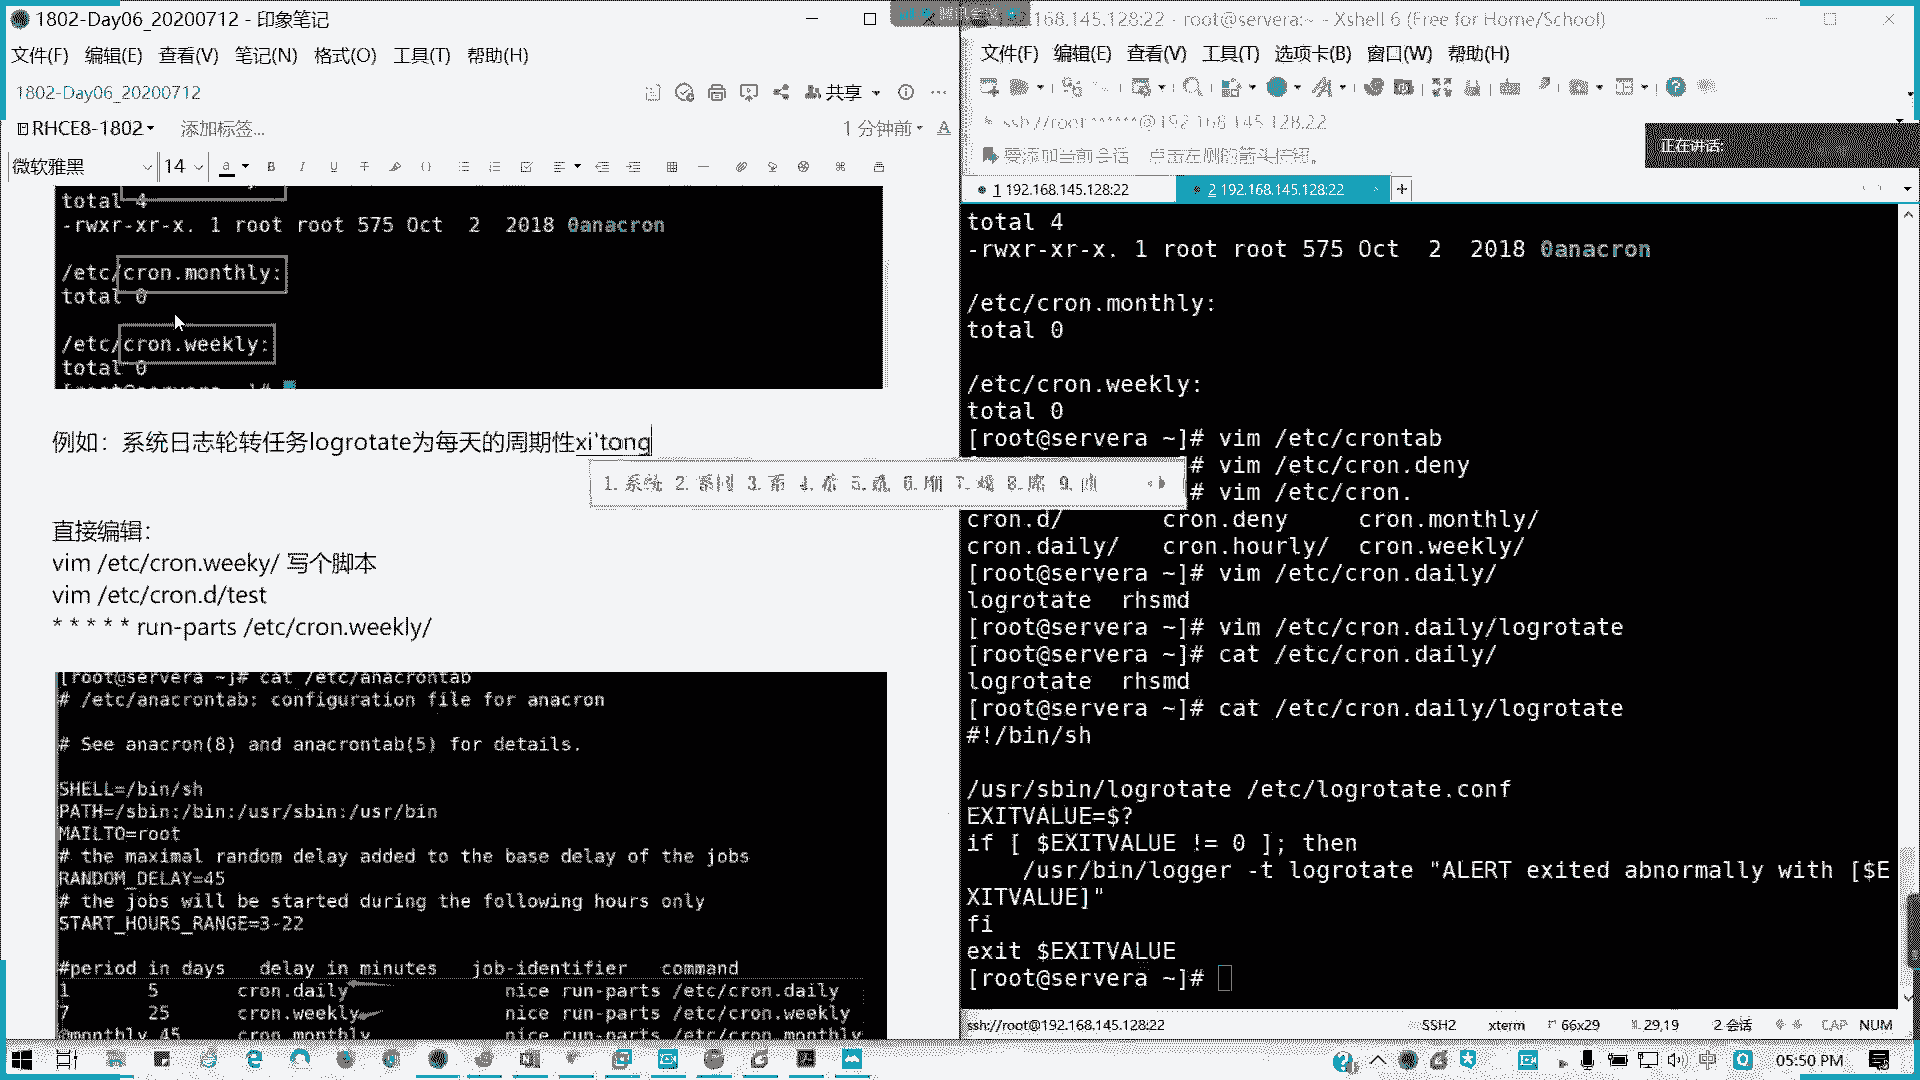 1802-Day06_20200712 - 印象笔记
文件(F) 编辑(E) 查看(V) 笔记(N) 格式(O) 工具(T) 帮助(H)
1802-Day06_20200712
共享
RHCE8-1802 添加标签...
1 分钟前
微软雅黑 14
total 4
-rwxr-xr-x. 1 root root 575 Oct 2 2018 0anacron
/etc/cron.monthly:
total 0
/etc/cron.weekly:
total 0
例如：系统日志轮转任务logrotate为每天的周期性xi'tong
1.系统 2.系列 3.系
直接编辑：
vim /etc/cron.weeky/ 写个脚本
vim /etc/cron.d/test
* * * * * run-parts /etc/cron.weekly/
[root@servera ~]# cat /etc/anacrontab
# /etc/anacrontab: configuration file for anacron
# See anacron(8) and anacrontab(5) for details.
SHELL=/bin/sh
PATH=/sbin:/bin:/usr/sbin:/usr/bin
MAILTO=root
# the maximal random delay added to the base delay of the jobs
RANDOM_DELAY=45
# the jobs will be started during the following hours only
START_HOURS_RANGE=3-22
#period in days delay in minutes job-identifier command
1 5 cron.daily nice run-parts /etc/cron.daily
7 25 cron.weekly nice run-parts /etc/cron.weekly
@monthly 45 cron.monthly nice run-parts /etc/cron.monthly
腾讯会议
192.168.145.128:22 - root@servera:~ - Xshell 6 (Free for Home/School)
文件(F) 编辑(E) 查看(V) 工具(T) 选项卡(B) 窗口(W) 帮助(H)
ssh://root:******@192.168.145.128:22
要添加当前会话，点击左侧的箭头按钮。
正在讲话:
1 192.168.145.128:22
2 192.168.145.128:22
total 4
-rwxr-xr-x. 1 root root 575 Oct 2 2018 0anacron
/etc/cron.monthly:
total 0
/etc/cron.weekly:
total 0
[root@servera ~]# vim /etc/crontab
# vim /etc/cron.deny
# vim /etc/cron.
cron.d/ cron.deny cron.monthly/
cron.daily/ cron.hourly/ cron.weekly/
[root@servera ~]# vim /etc/cron.daily/
logrotate rhsmd
[root@servera ~]# vim /etc/cron.daily/logrotate
[root@servera ~]# cat /etc/cron.daily/
logrotate rhsmd
[root@servera ~]# cat /etc/cron.daily/logrotate
#!/bin/sh
/usr/sbin/logrotate /etc/logrotate.conf
EXITVALUE=$?
if [ $EXITVALUE != 0 ]; then
/usr/bin/logger -t logrotate "ALERT exited abnormally with [$E
XITVALUE]"
fi
exit $EXITVALUE
[root@servera ~]#
ssh://root@192.168.145.128:22
SSH2 xterm 66x29 29,19 2 会话 CAP NUM
中 05:50 PM